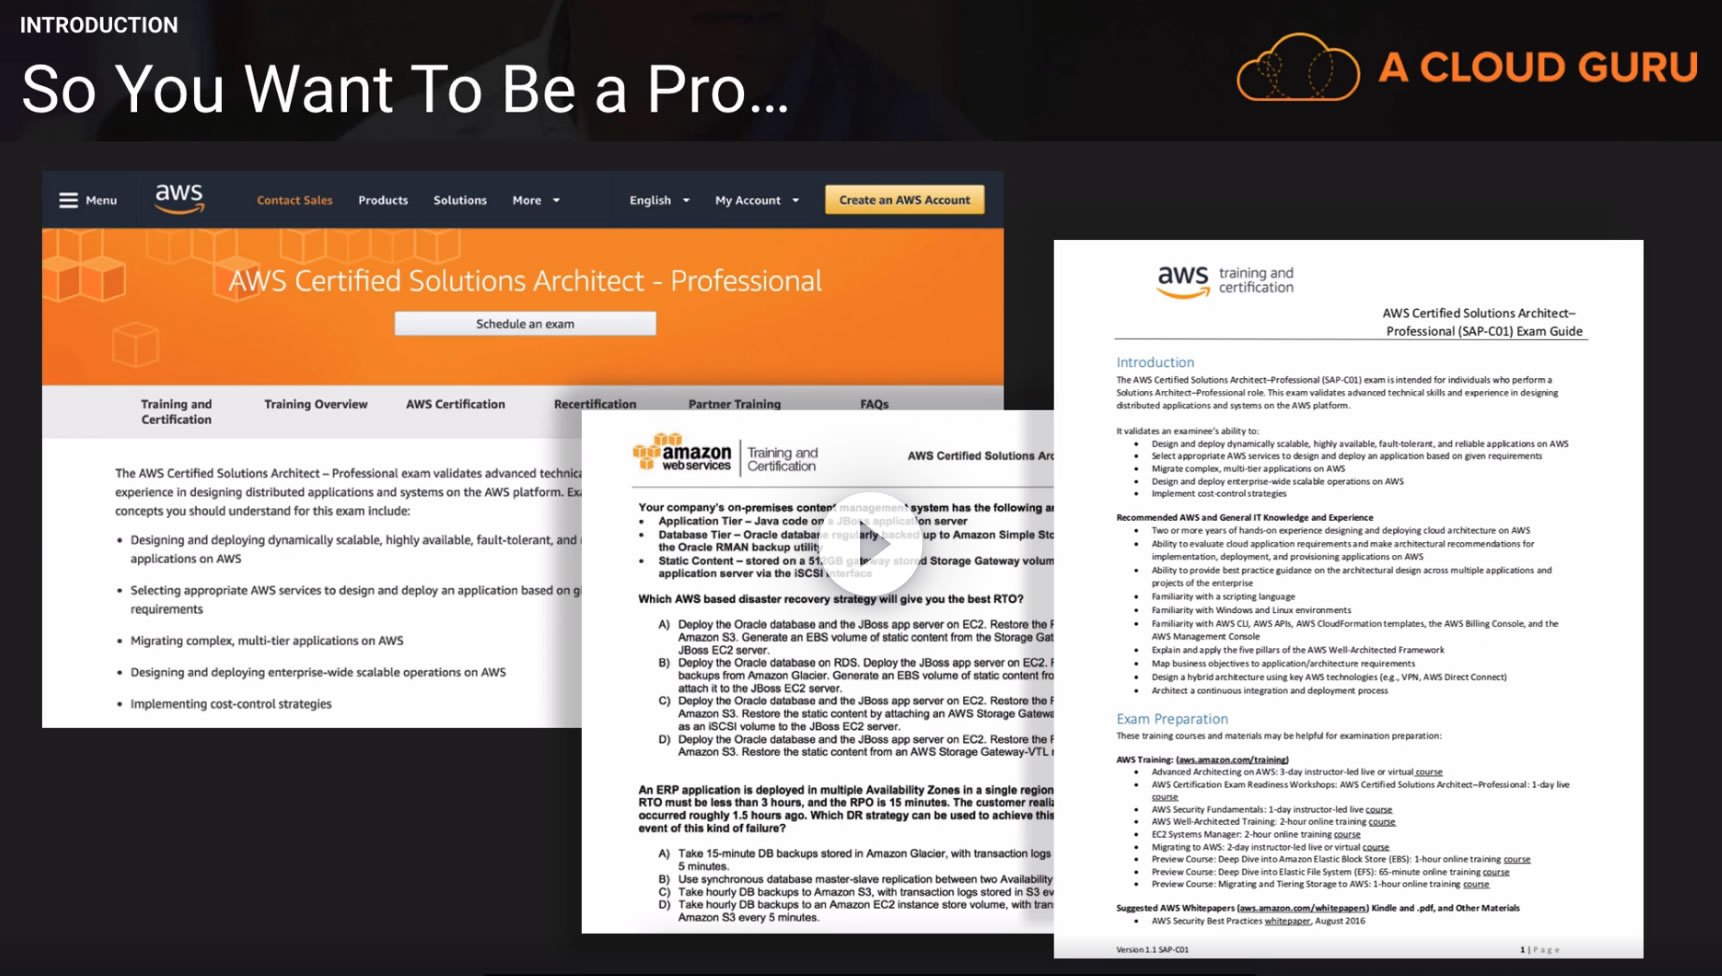 INTRODUCTION
So You Want To Be a Pro...
A CLOUD GURU
Menu
aws
Contact Sales
Products
Solutions
More
English
My Account
Create an AWS Account
AWS Certified Solutions Architect - Professional
Schedule an exam
Training and
Certification
Training Overview
AWS Certification
Recertification
Partner Training
FAQs
The AWS Certified Solutions Architect – Professional exam validates advanced technica
experience in designing distributed applications and systems on the AWS platform. Exa
concepts you should understand for this exam include:
• Designing and deploying dynamically scalable, highly available, fault-tolerant, and
applications on AWS
• Selecting appropriate AWS services to design and deploy an application based on gi
requirements
• Migrating complex, multi-tier applications on AWS
• Designing and deploying enterprise-wide scalable operations on AWS
• Implementing cost-control strategies
amazon
web services
Training and
Certification
AWS Certified Solutions Arc
Your company's on-premises content management system has the following ar
• Application Tier – Java code on a JBoss application server
• Database Tier – Oracle database regularly backed up to Amazon Simple Sto
the Oracle RMAN backup utility
• Static Content – stored on a 512GB gateway stored Storage Gateway volum
application server via the iSCSI interface
Which AWS based disaster recovery strategy will give you the best RTO?
A) Deploy the Oracle database and the JBoss app server on EC2. Restore the R
Amazon S3. Generate an EBS volume of static content from the Storage Gat
JBoss EC2 server.
B) Deploy the Oracle database on RDS. Deploy the JBoss app server on EC2. R
backups from Amazon Glacier. Generate an EBS volume of static content fro
attach it to the JBoss EC2 server.
C) Deploy the Oracle database and the JBoss app server on EC2. Restore the R
Amazon S3. Restore the static content by attaching an AWS Storage Gatewa
as an iSCSI volume to the JBoss EC2 server.
D) Deploy the Oracle database and the JBoss app server on EC2. Restore the R
Amazon S3. Restore the static content from an AWS Storage Gateway-VTL
An ERP application is deployed in multiple Availability Zones in a single region
RTO must be less than 3 hours, and the RPO is 15 minutes. The customer realiz
occurred roughly 1.5 hours ago. Which DR strategy can be used to achieve this
event of this kind of failure?
A) Take 15-minute DB backups stored in Amazon Glacier, with transaction logs
5 minutes.
B) Use synchronous database master-slave replication between two Availability
C) Take hourly DB backups to Amazon S3, with transaction logs stored in S3 ev
D) Take hourly DB backups to an Amazon EC2 instance store volume, with tran
Amazon S3 every 5 minutes.
aws training and
certification
AWS Certified Solutions Architect–
Professional (SAP-C01) Exam Guide
Introduction
The AWS Certified Solutions Architect–Professional (SAP-C01) exam is intended for individuals who perform a
Solutions Architect–Professional role. This exam validates advanced technical skills and experience in designing
distributed applications and systems on the AWS platform.
It validates an examinee's ability to:
• Design and deploy dynamically scalable, highly available, fault-tolerant, and reliable applications on AWS
• Select appropriate AWS services to design and deploy an application based on given requirements
• Migrate complex, multi-tier applications on AWS
• Design and deploy enterprise-wide scalable operations on AWS
• Implement cost-control strategies
Recommended AWS and General IT Knowledge and Experience
• Two or more years of hands-on experience designing and deploying cloud architecture on AWS
• Ability to evaluate cloud application requirements and make architectural recommendations for
implementation, deployment, and provisioning applications on AWS
• Ability to provide best practice guidance on the architectural design across multiple applications and
projects of the enterprise
• Familiarity with a scripting language
• Familiarity with Windows and Linux environments
• Familiarity with AWS CLI, AWS APIs, AWS CloudFormation templates, the AWS Billing Console, and the
AWS Management Console
• Explain and apply the five pillars of the AWS Well-Architected Framework
• Map business objectives to application/architecture requirements
• Design a hybrid architecture using key AWS technologies (e.g., VPN, AWS Direct Connect)
• Architect a continuous integration and deployment process
Exam Preparation
These training courses and materials may be helpful for examination preparation:
AWS Training: (aws.amazon.com/training)
• Advanced Architecting on AWS: 3-day instructor-led live or virtual course
• AWS Certification Exam Readiness Workshops: AWS Certified Solutions Architect–Professional: 1-day live
course
• AWS Security Fundamentals: 1-day instructor-led live course
• AWS Well-Architected Training: 2-hour online training course
• EC2 Systems Manager: 2-hour online training course
• Migrating to AWS: 2-day instructor-led live or virtual course
• Preview Course: Deep Dive into Amazon Elastic Block Store (EBS): 1-hour online training course
• Preview Course: Deep Dive into Elastic File System (EFS): 65-minute online training course
• Preview Course: Migrating and Tiering Storage to AWS: 1-hour online training course
Suggested AWS Whitepapers (aws.amazon.com/whitepapers) Kindle and .pdf, and Other Materials
• AWS Security Best Practices whitepaper, August 2016
Version 1.1 SAP-C01
1 | Page